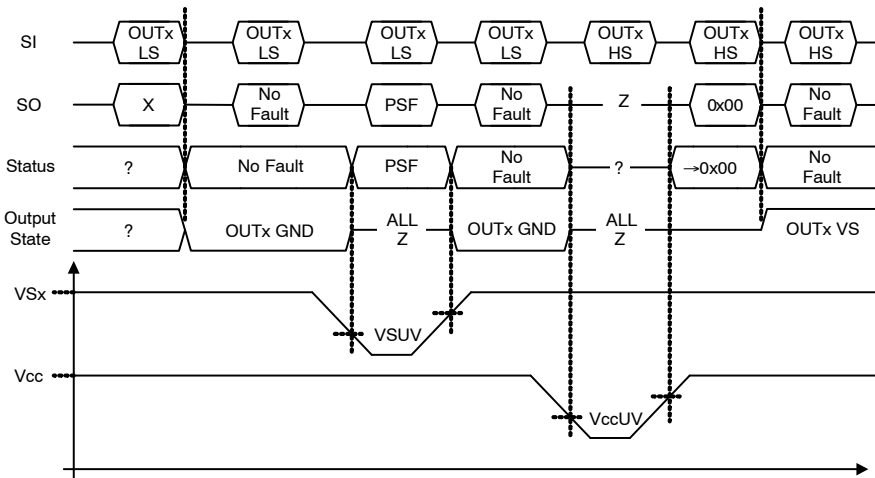 SI
OUTx LS
OUTx LS
OUTx LS
OUTx LS
OUTx HS
OUTx HS
OUTx HS
SO
X
No Fault
PSF
No Fault
Z
0x00
No Fault
Status
?
No Fault
PSF
No Fault
?
→0x00
No Fault
Output State
?
OUTx GND
ALL Z
OUTx GND
ALL Z
OUTx VS
VSx
VSUV
Vcc
VccUV